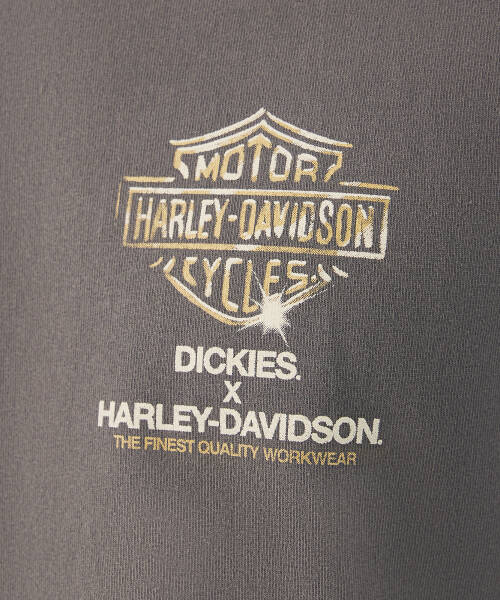 MOTOR
HARLEY-DAVIDSON
CYCLES
DICKIES.
X
HARLEY-DAVIDSON.
THE FINEST QUALITY WORKWEAR